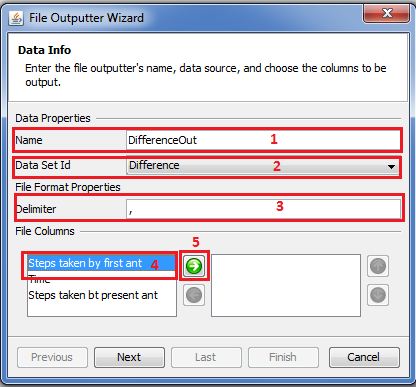 File Outputter Wizard
Data Info
Enter the file outputter's name, data source, and choose the columns to be
output.
Data Properties
Name DifferenceOut 1
Data Set Id Difference 2
File Format Properties
Delimiter , 3
File Columns
5
Steps taken by first ant 4
Time
Steps taken bt present ant
Previous Next Last Finish Cancel